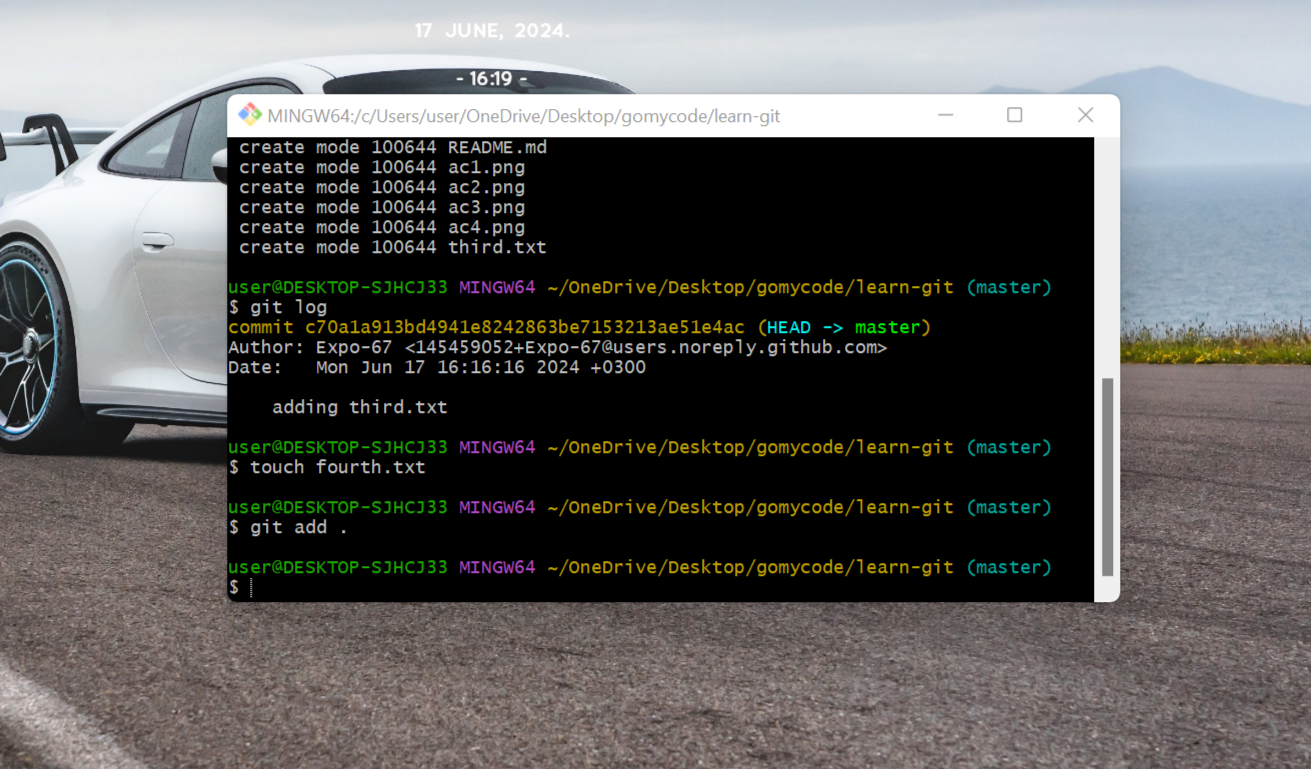 17 JUNE, 2024.
- 16:19 -
MINGW64:/c/Users/user/OneDrive/Desktop/gomycode/learn-git
create mode 100644 README.md
create mode 100644 ac1.png
create mode 100644 ac2.png
create mode 100644 ac3.png
create mode 100644 ac4.png
create mode 100644 third.txt
user@DESKTOP-SJHCJ33 MINGW64 ~/OneDrive/Desktop/gomycode/learn-git (master)
$ git log
commit c70a1a913bd4941e8242863be7153213ae51e4ac (HEAD -> master)
Author: Expo-67 <145459052+Expo-67@users.noreply.github.com>
Date:   Mon Jun 17 16:16:16 2024 +0300
adding third.txt
user@DESKTOP-SJHCJ33 MINGW64 ~/OneDrive/Desktop/gomycode/learn-git (master)
$ touch fourth.txt
user@DESKTOP-SJHCJ33 MINGW64 ~/OneDrive/Desktop/gomycode/learn-git (master)
$ git add .
user@DESKTOP-SJHCJ33 MINGW64 ~/OneDrive/Desktop/gomycode/learn-git (master)
$